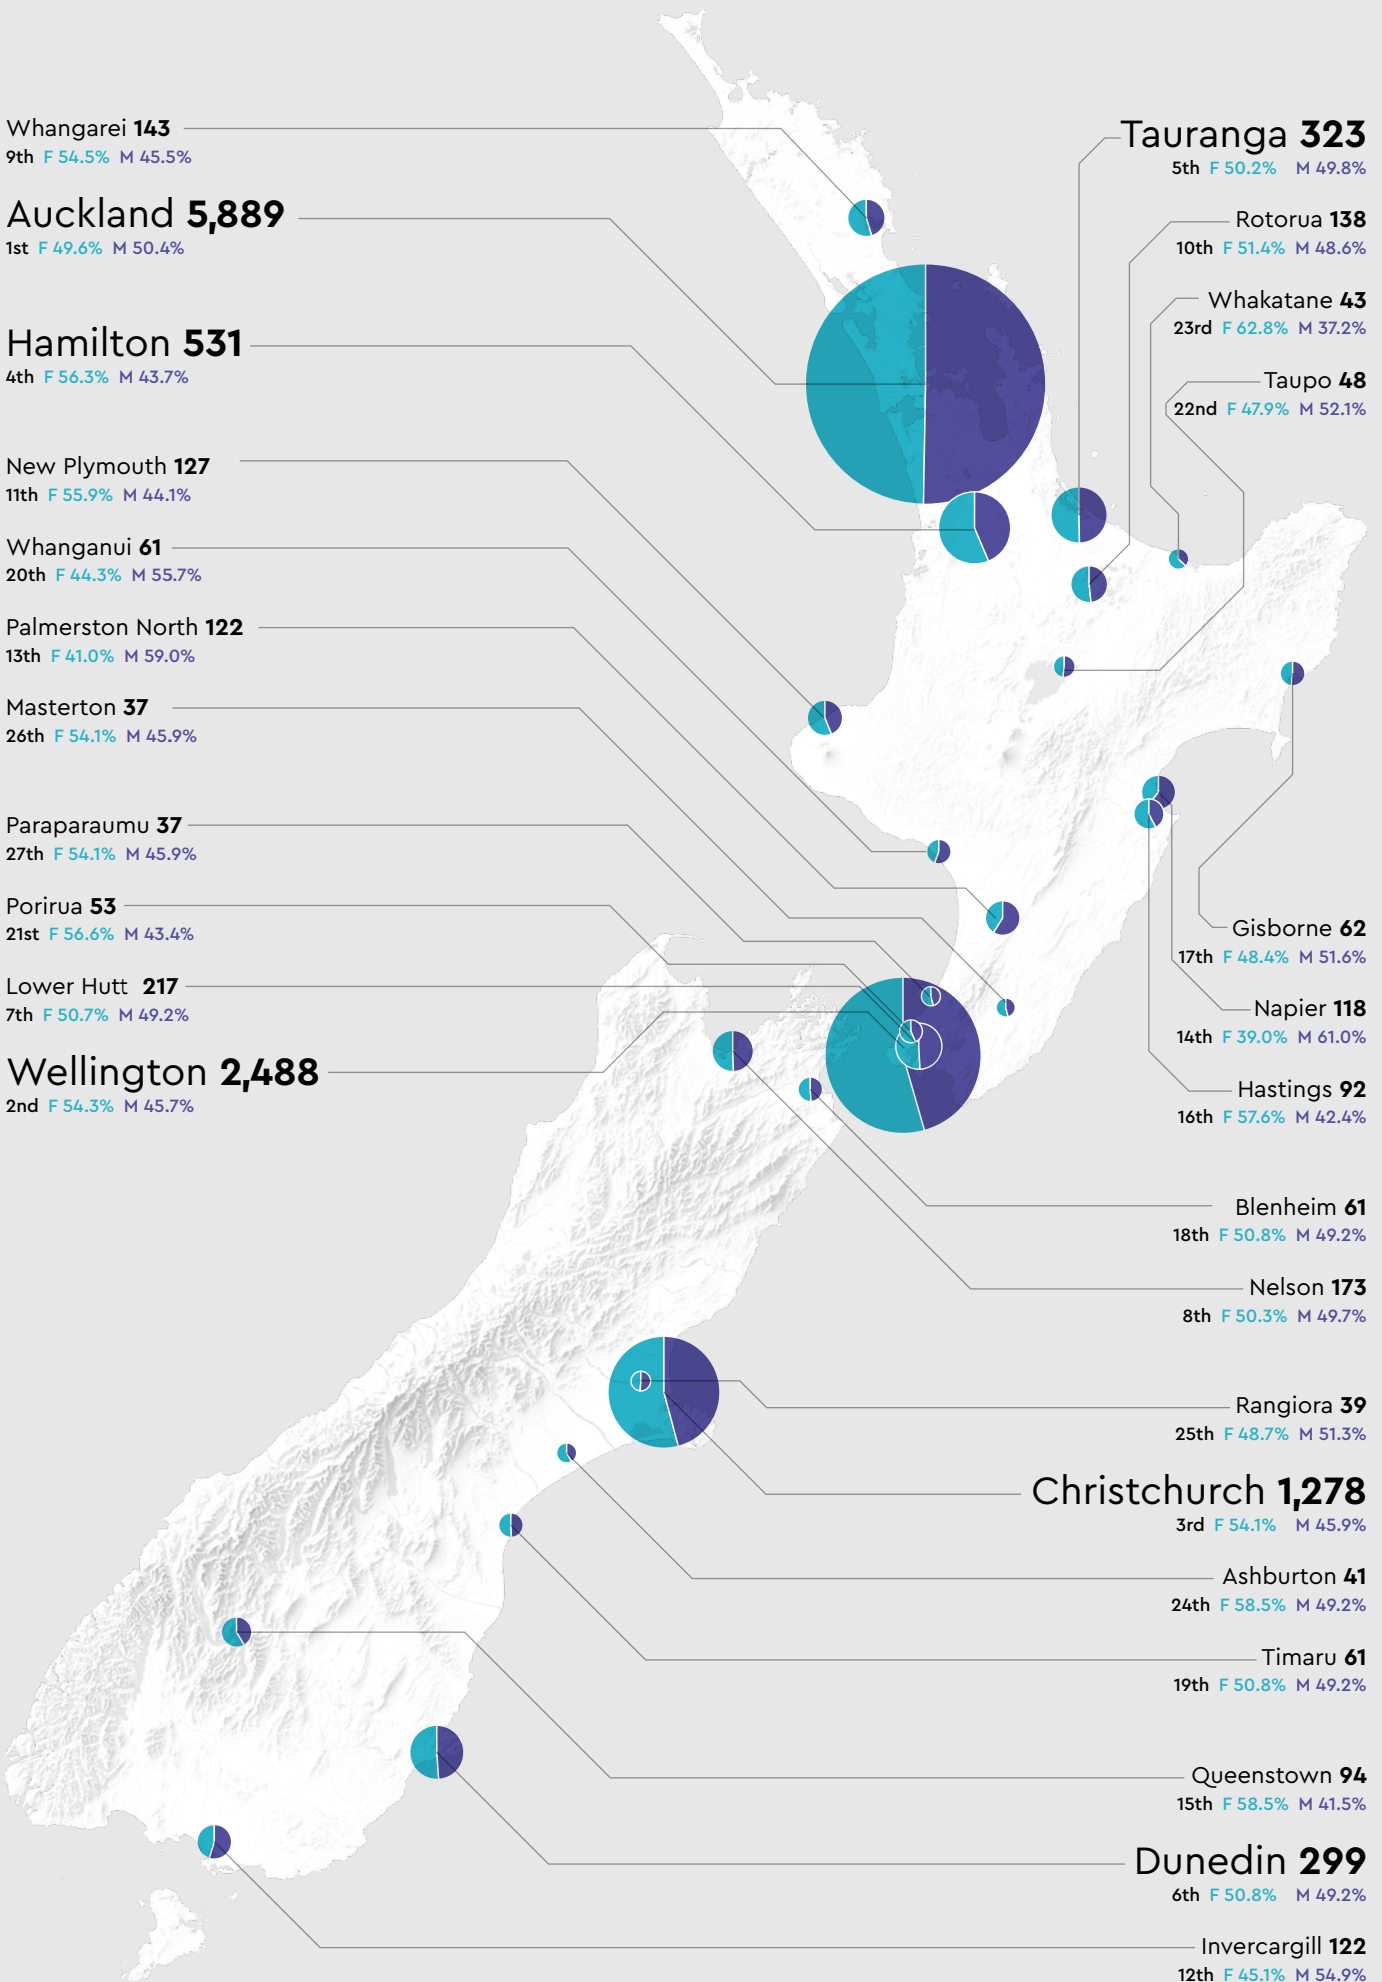 Whangarei 143
9th F 54.5% M 45.5%
Auckland 5,889
1st F 49.6% M 50.4%
Hamilton 531
4th F 56.3% M 43.7%
New Plymouth 127
11th F 55.9% M 44.1%
Whanganui 61
20th F 44.3% M 55.7%
Palmerston North 122
13th F 41.0% M 59.0%
Masterton 37
26th F 54.1% M 45.9%
Paraparaumu 37
27th F 54.1% M 45.9%
Porirua 53
21st F 56.6% M 43.4%
Lower Hutt 217
7th F 50.7% M 49.2%
Wellington 2,488
2nd F 54.3% M 45.7%
Tauranga 323
5th F 50.2% M 49.8%
Rotorua 138
10th F 51.4% M 48.6%
Whakatane 43
23rd F 62.8% M 37.2%
Taupo 48
22nd F 47.9% M 52.1%
Gisborne 62
17th F 48.4% M 51.6%
Napier 118
14th F 39.0% M 61.0%
Hastings 92
16th F 57.6% M 42.4%
Blenheim 61
18th F 50.8% M 49.2%
Nelson 173
8th F 50.3% M 49.7%
Rangiora 39
25th F 48.7% M 51.3%
Christchurch 1,278
3rd F 54.1% M 45.9%
Ashburton 41
24th F 58.5% M 49.2%
Timaru 61
19th F 50.8% M 49.2%
Queenstown 94
15th F 58.5% M 41.5%
Dunedin 299
6th F 50.8% M 49.2%
Invercargill 122
12th F 45.1% M 54.9%